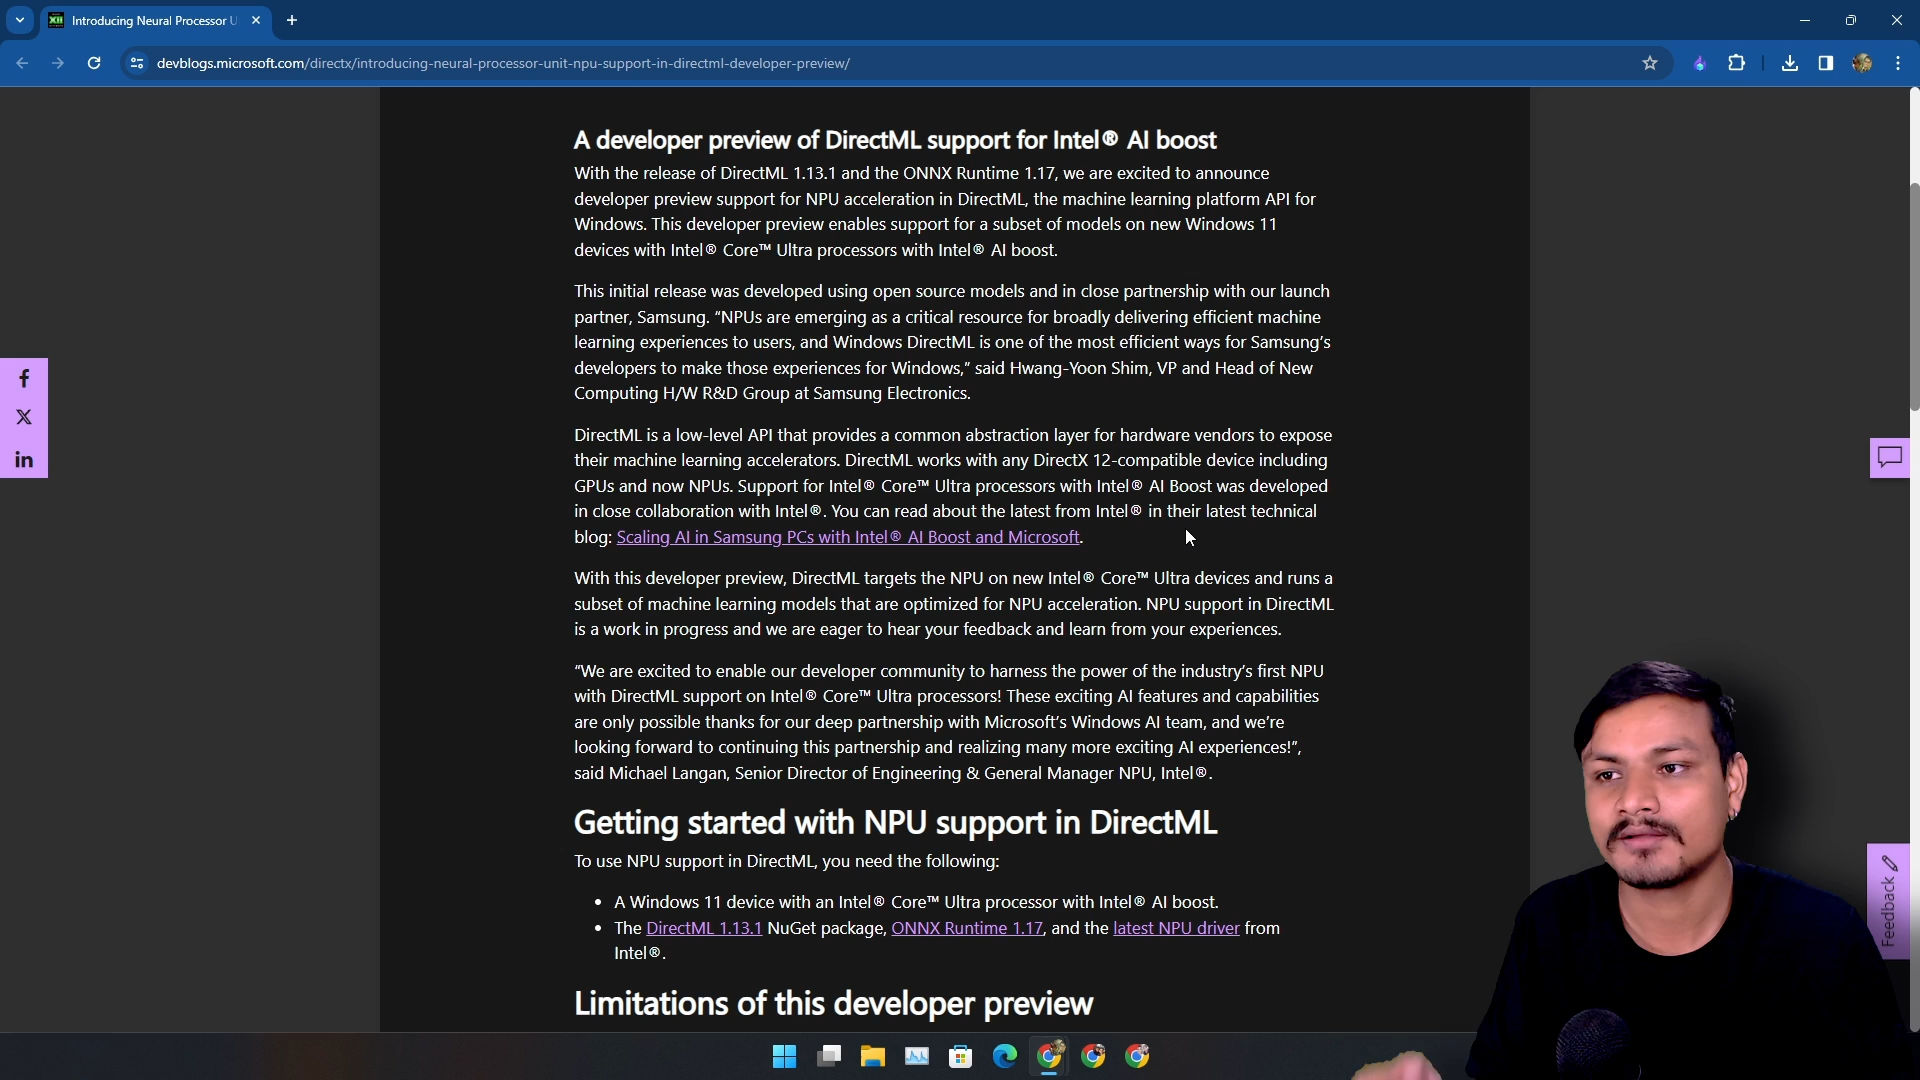 Introducing Neural Processor U
devblogs.microsoft.com/directx/introducing-neural-processor-unit-npu-support-in-directml-developer-preview/
A developer preview of DirectML support for Intel® AI boost
With the release of DirectML 1.13.1 and the ONNX Runtime 1.17, we are excited to announce
developer preview support for NPU acceleration in DirectML, the machine learning platform API for
Windows. This developer preview enables support for a subset of models on new Windows 11
devices with Intel® Core™ Ultra processors with Intel® AI boost.
This initial release was developed using open source models and in close partnership with our launch
partner, Samsung. “NPUs are emerging as a critical resource for broadly delivering efficient machine
learning experiences to users, and Windows DirectML is one of the most efficient ways for Samsung’s
developers to make those experiences for Windows,” said Hwang-Yoon Shim, VP and Head of New
Computing H/W R&D Group at Samsung Electronics.
DirectML is a low-level API that provides a common abstraction layer for hardware vendors to expose
their machine learning accelerators. DirectML works with any DirectX 12-compatible device including
GPUs and now NPUs. Support for Intel® Core™ Ultra processors with Intel® AI Boost was developed
in close collaboration with Intel®. You can read about the latest from Intel® in their latest technical
blog: Scaling AI in Samsung PCs with Intel® AI Boost and Microsoft.
With this developer preview, DirectML targets the NPU on new Intel® Core™ Ultra devices and runs a
subset of machine learning models that are optimized for NPU acceleration. NPU support in DirectML
is a work in progress and we are eager to hear your feedback and learn from your experiences.
“We are excited to enable our developer community to harness the power of the industry’s first NPU
with DirectML support on Intel® Core™ Ultra processors! These exciting AI features and capabilities
are only possible thanks for our deep partnership with Microsoft’s Windows AI team, and we’re
looking forward to continuing this partnership and realizing many more exciting AI experiences!”,
said Michael Langan, Senior Director of Engineering & General Manager NPU, Intel®.
Getting started with NPU support in DirectML
To use NPU support in DirectML, you need the following:
• A Windows 11 device with an Intel® Core™ Ultra processor with Intel® AI boost.
• The DirectML 1.13.1 NuGet package, ONNX Runtime 1.17, and the latest NPU driver from
Intel®.
Limitations of this developer preview
Feedback